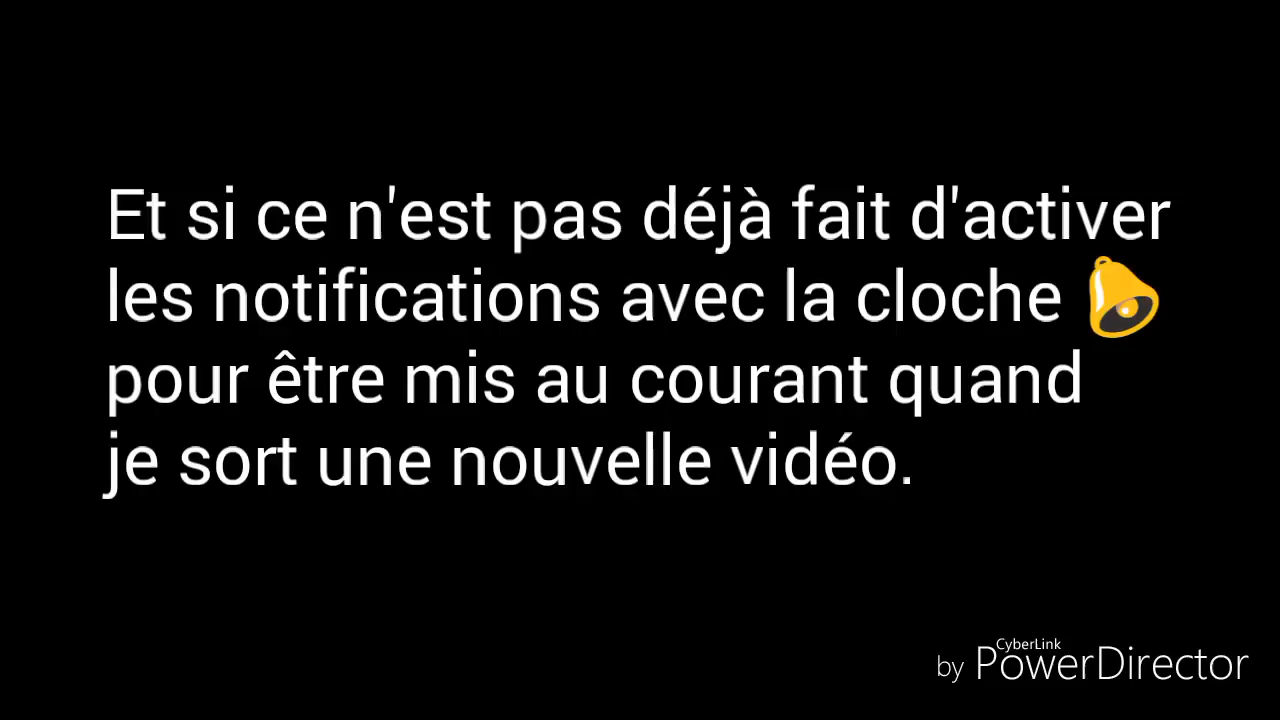 Et si ce n'est pas déjà fait d'activer
les notifications avec la cloche 🔔
pour être mis au courant quand
je sort une nouvelle vidéo.
CyberLink
by PowerDirector